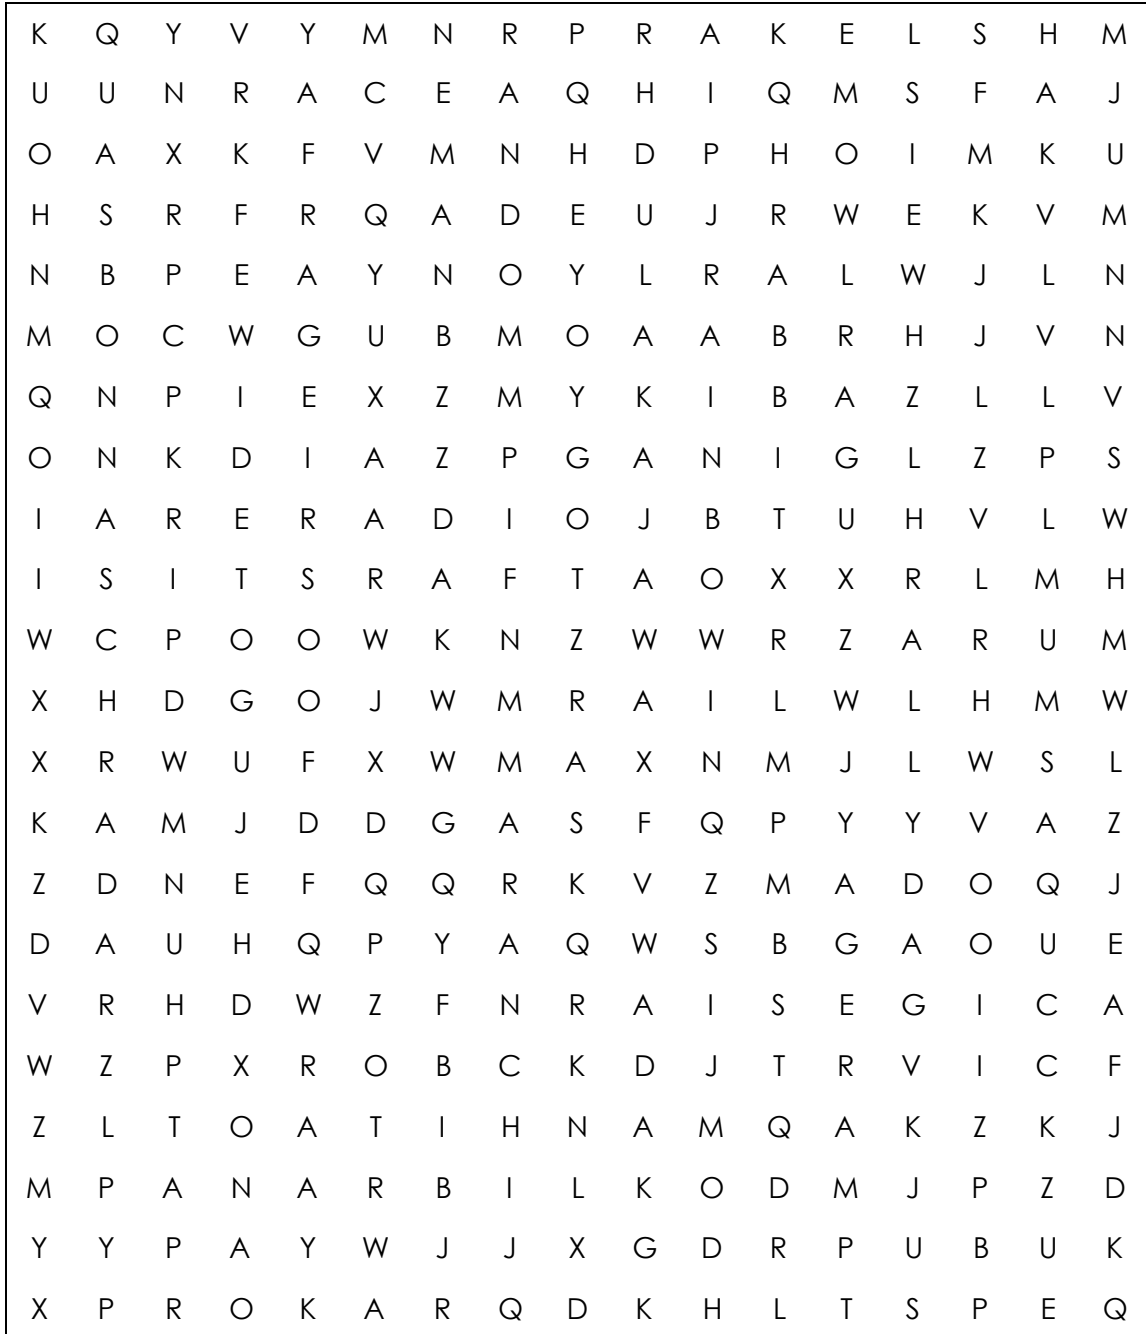 K Q Y V Y M N R P R A K E L S H M
U U N R A C E A Q H I Q M S F A J
O A X K F V M N H D P H O I M K U
H S R F R Q A D E U J R W E K V M
N B P E A Y N O Y L R A L W J L N
M O C W G U B M O A A B R H J V N
Q N P I E X Z M Y K I B A Z L L V
O N K D I A Z P G A N I G L Z P S
I A R E R A D I O J B T U H V L W
I S I T S R A F T A O X X R L M H
W C P O O W K N Z W W R Z A R U M
X H D G O J W M R A I L W L H M W
X R W U F X W M A X N M J L W S L
K A M J D D G A S F Q P Y Y V A Z
Z D N E F Q Q R K V Z M A D O Q J
D A U H Q P Y A Q W S B G A O U E
V R H D W Z F N R A I S E G I C A
W Z P X R O B C K D J T R V I C F
Z L T O A T I H N A M Q A K Z K J
M P A N A R B I L K O D M J P Z D
Y Y P A Y W J J X G D R P U B U K
X P R O K A R Q D K H L T S P E Q